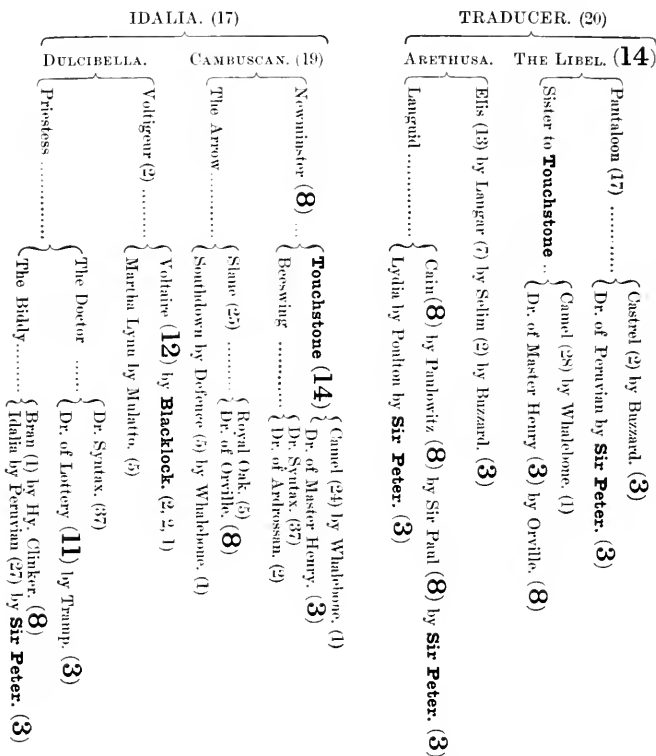 TRADUCER. (20)
THE LIBEL. (14)
Pantaloon (17) ..........
Castrel (2) by Buzzard. (3)
Dr. of Peruvian by Sir Peter. (3)
Sister to Touchstone ..
Camel (28) by Whalebone. (1)
Dr. of Master Henry (3) by Orville. (8)
ARETHUSA.
Elis (13) by Langar (7) by Selim (2) by Buzzard. (3)
Languid ..................
Cain (8) by Paulowitz (8) by Sir Paul (8) by Sir Peter. (3)
Lydia by Poulton by Sir Peter. (3)
IDALIA. (17)
CAMBUSCAN. (19)
Newminster (8) ...
Touchstone (14)
Camel (24) by Whalebone. (1)
Dr. of Master Henry. (3)
Beeswing ..........
Dr. Syntax. (37)
Dr. of Ardrossan. (2)
The Arrow..........
Slane (25) ........
Royal Oak. (5)
Dr. of Orville. (8)
Southdown by Defence (5) by Whalebone. (1)
DULCIBELLA.
Voltigeur (2) ........
Voltaire (12) by Blacklock. (2, 2, 1)
Martha Lynn by Mulatto. (5)
Priestess ...............
The Doctor ......
Dr. Syntax. (37)
Dr. of Lottery (11) by Tramp. (3)
The Biddy........
Bran (1) by Hy. Clinker. (8)
Idalia by Peruvian (27) by Sir Peter. (3)